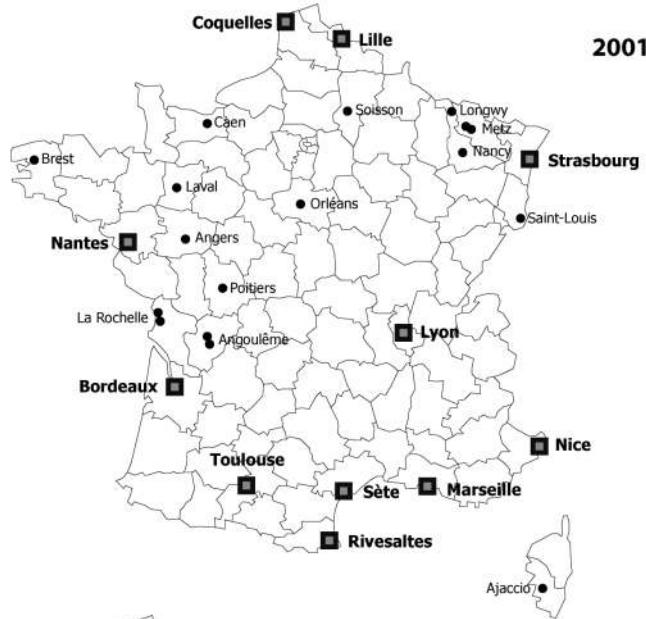 Coquelles
Lille
2001
Caen
Soisson
Longwy
Metz
Nancy
Brest
Strasbourg
Laval
Orléans
Saint-Louis
Nantes
Angers
Poitiers
La Rochelle
Angoulême
Lyon
Bordeaux
Nice
Toulouse
Sète
Marseille
Rivesaltes
Ajaccio